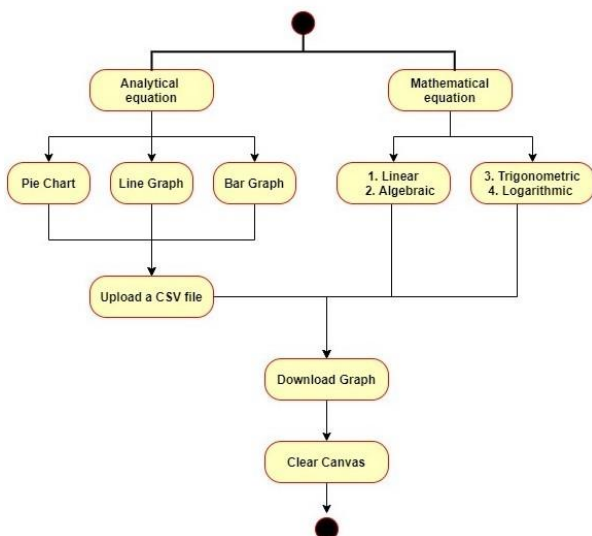 Analytical
equation
Mathematical
equation
Pie Chart
Line Graph
Bar Graph
1. Linear
2. Algebraic
3. Trigonometric
4. Logarithmic
Upload a CSV file
Download Graph
Clear Canvas